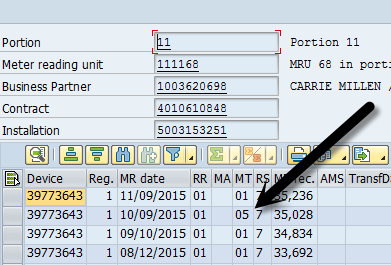 Portion 11 Portion 11
Meter reading unit 111168 MRU 68 in porti
Business Partner 1003620698 CARRIE MILLEN /
Contract 4010610848
Installation 5003153251
Device Reg. MR date RR MA MT RS M rec. AMS TransfD
39773643 1 11/09/2015 01 01 7 35,236
39773643 1 10/09/2015 01 05 7 35,028
39773643 1 09/10/2015 01 01 7 34,834
39773643 1 08/12/2015 01 01 7 33,692